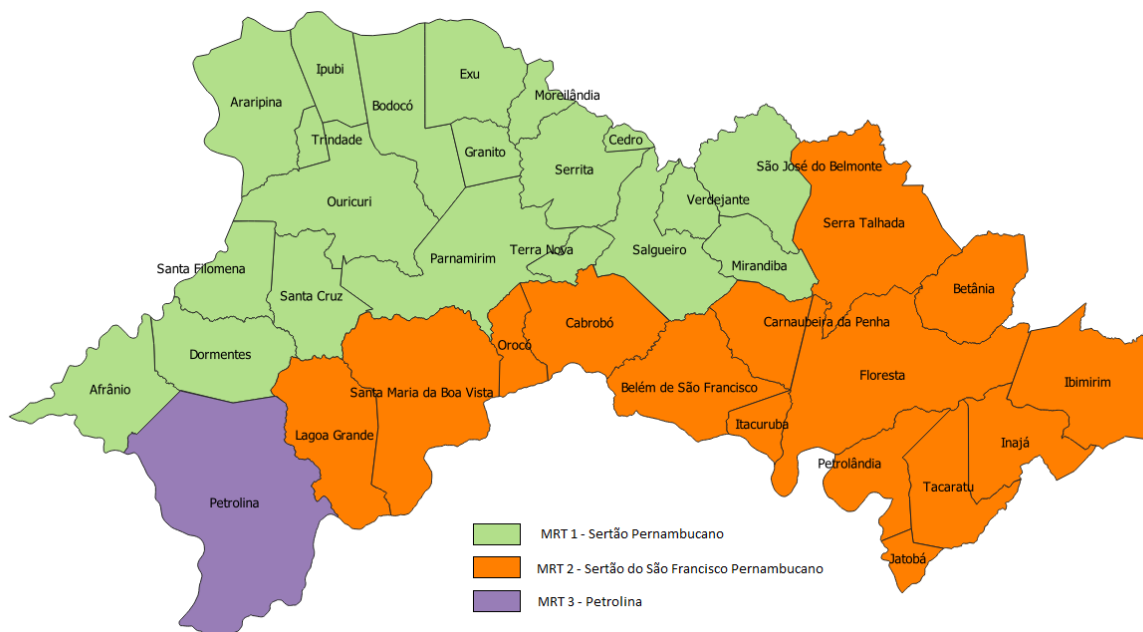 Ipubi
Exu
Araripina
Bodocó
Moreilândia
Trindade
Granito
Cedro
Serrita
São José do Belmonte
Ouricuri
Verdejante
Serra Talhada
Parnamirim
Terra Nova
Salgueiro
Mirandiba
Santa Filomena
Santa Cruz
Betânia
Cabrobó
Carnaubeira da Penha
Orocó
Dormentes
Floresta
Afrânio
Santa Maria da Boa Vista
Belém de São Francisco
Ibimirim
Lagoa Grande
Itacuruba
Inajá
Petrolândia
Tacaratu
Petrolina
Jatobá
MRT 1 - Sertão Pernambucano
MRT 2 - Sertão do São Francisco Pernambucano
MRT 3 - Petrolina